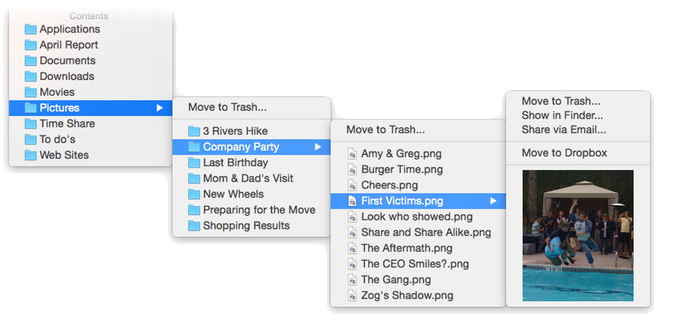 Contents
Applications
April Report
Documents
Downloads
Movies
Pictures
Time Share
To do's
Web Sites
Move to Trash...
3 Rivers Hike
Company Party
Last Birthday
Mom & Dad's Visit
New Wheels
Preparing for the Move
Shopping Results
Move to Trash...
Amy & Greg.png
Burger Time.png
Cheers.png
First Victims.png
Look who showed.png
Share and Share Alike.png
The Aftermath.png
The CEO Smiles?.png
The Gang.png
Zog's Shadow.png
Move to Trash...
Show in Finder...
Share via Email...
Move to Dropbox